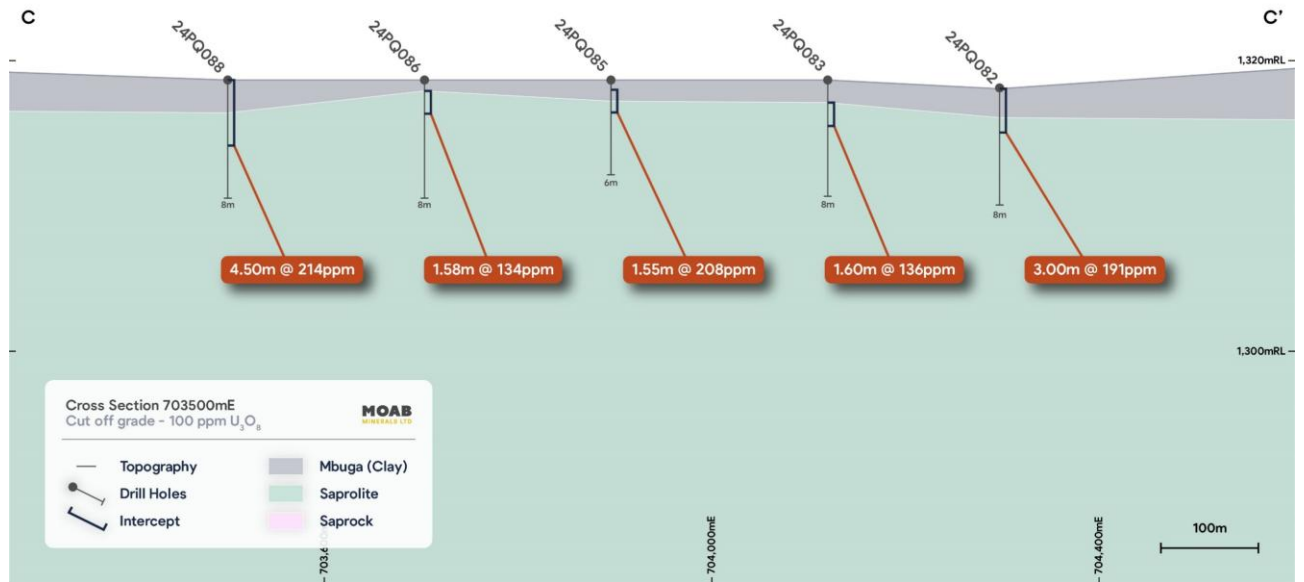 C
C'
24PQ088
24PQ086
24PQ085
24PQ083
24PQ082
1,320mRL
8m
8m
6m
8m
8m
4.50m @ 214ppm
1.58m @ 134ppm
1.55m @ 208ppm
1.60m @ 136ppm
3.00m @ 191ppm
1,300mRL
Cross Section 703500mE
Cut off grade - 100 ppm U₃O₈
MOAB
MINERALS LTD
Topography
Drill Holes
Intercept
Mbuga (Clay)
Saprolite
Saprock
704,000mE
704,400mE
100m